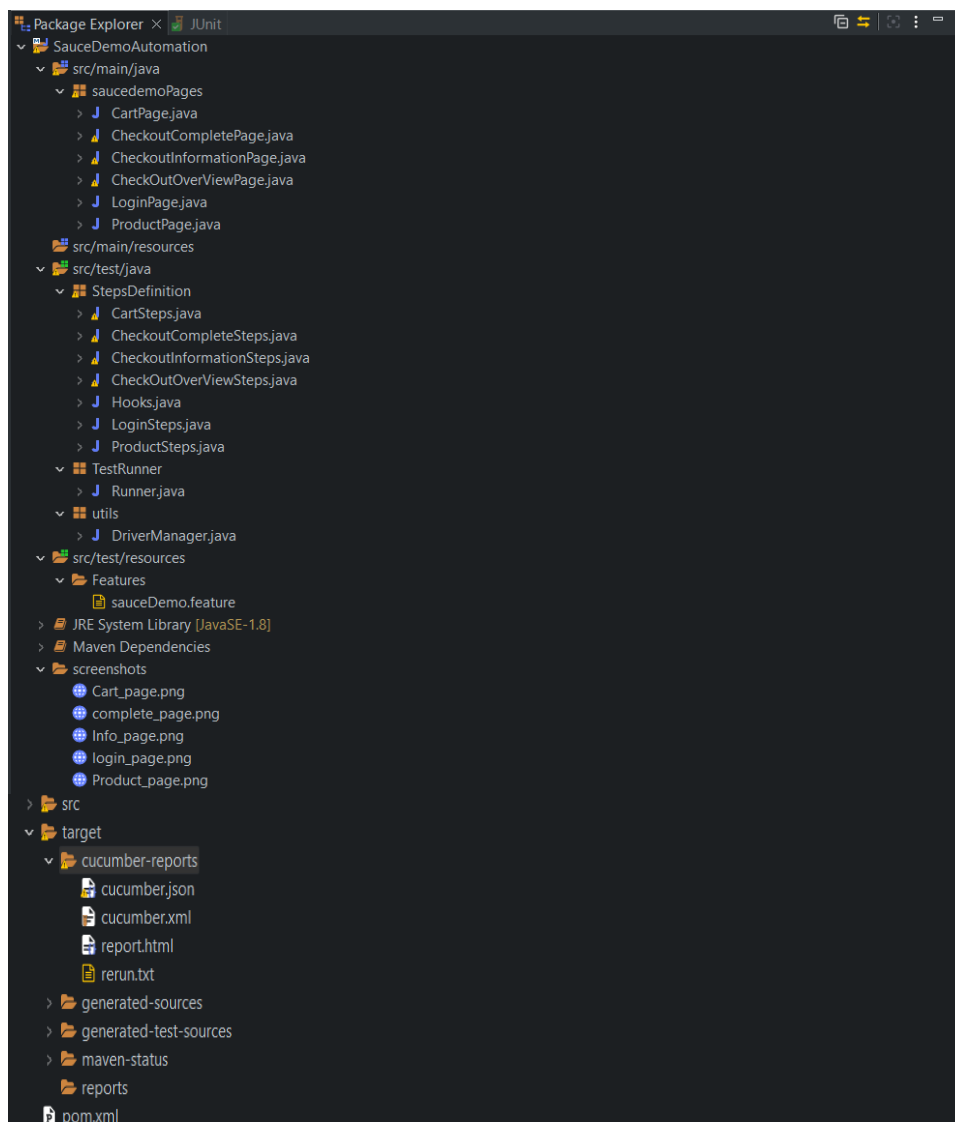 Package Explorer × JUnit
SauceDemoAutomation
src/main/java
saucedemoPages
CartPage.java
CheckoutCompletePage.java
CheckoutInformationPage.java
CheckOutOverViewPage.java
LoginPage.java
ProductPage.java
src/main/resources
src/test/java
StepsDefinition
CartSteps.java
CheckoutCompleteSteps.java
CheckoutInformationSteps.java
CheckOutOverViewSteps.java
Hooks.java
LoginSteps.java
ProductSteps.java
TestRunner
Runner.java
utils
DriverManager.java
src/test/resources
Features
sauceDemo.feature
JRE System Library [JavaSE-1.8]
Maven Dependencies
screenshots
Cart_page.png
complete_page.png
Info_page.png
login_page.png
Product_page.png
src
target
cucumber-reports
cucumber.json
cucumber.xml
report.html
rerun.txt
generated-sources
generated-test-sources
maven-status
reports
pom.xml